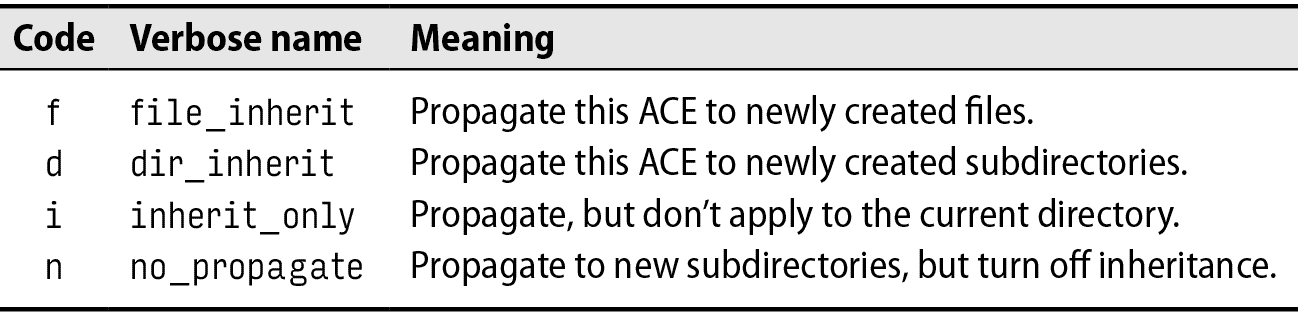 Code Verbose name Meaning
f file_inherit Propagate this ACE to newly created files.
d dir_inherit Propagate this ACE to newly created subdirectories.
i inherit_only Propagate, but don’t apply to the current directory.
n no_propagate Propagate to new subdirectories, but turn off inheritance.